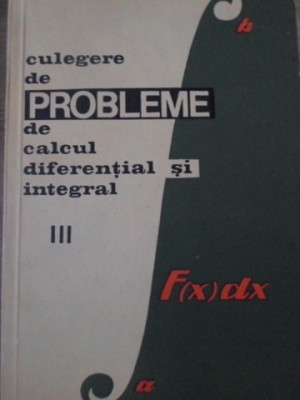 b
culegere
de
PROBLEME
de
calcul
diferențial și
integral
III
F(x)dx
a